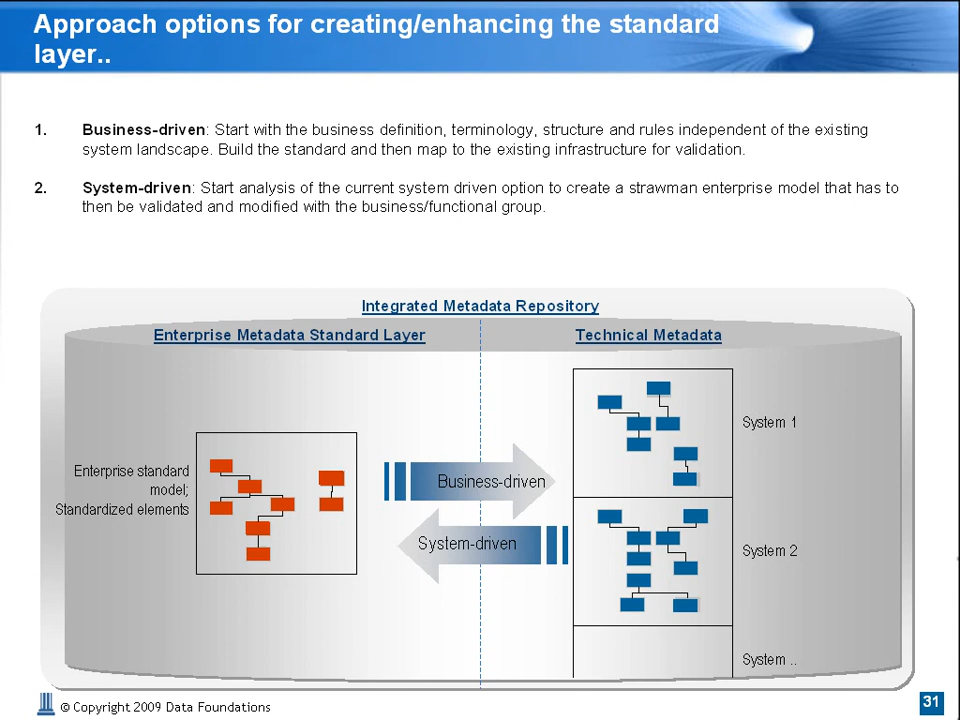 Approach options for creating/enhancing the standard
layer..
1. Business-driven: Start with the business definition, terminology, structure and rules independent of the existing
system landscape. Build the standard and then map to the existing infrastructure for validation.
2. System-driven: Start analysis of the current system driven option to create a strawman enterprise model that has to
then be validated and modified with the business/functional group.
Integrated Metadata Repository
Enterprise Metadata Standard Layer
Technical Metadata
System 1
Enterprise standard
model;
Standardized elements
Business-driven
System-driven
System 2
System ..
© Copyright 2009 Data Foundations
31